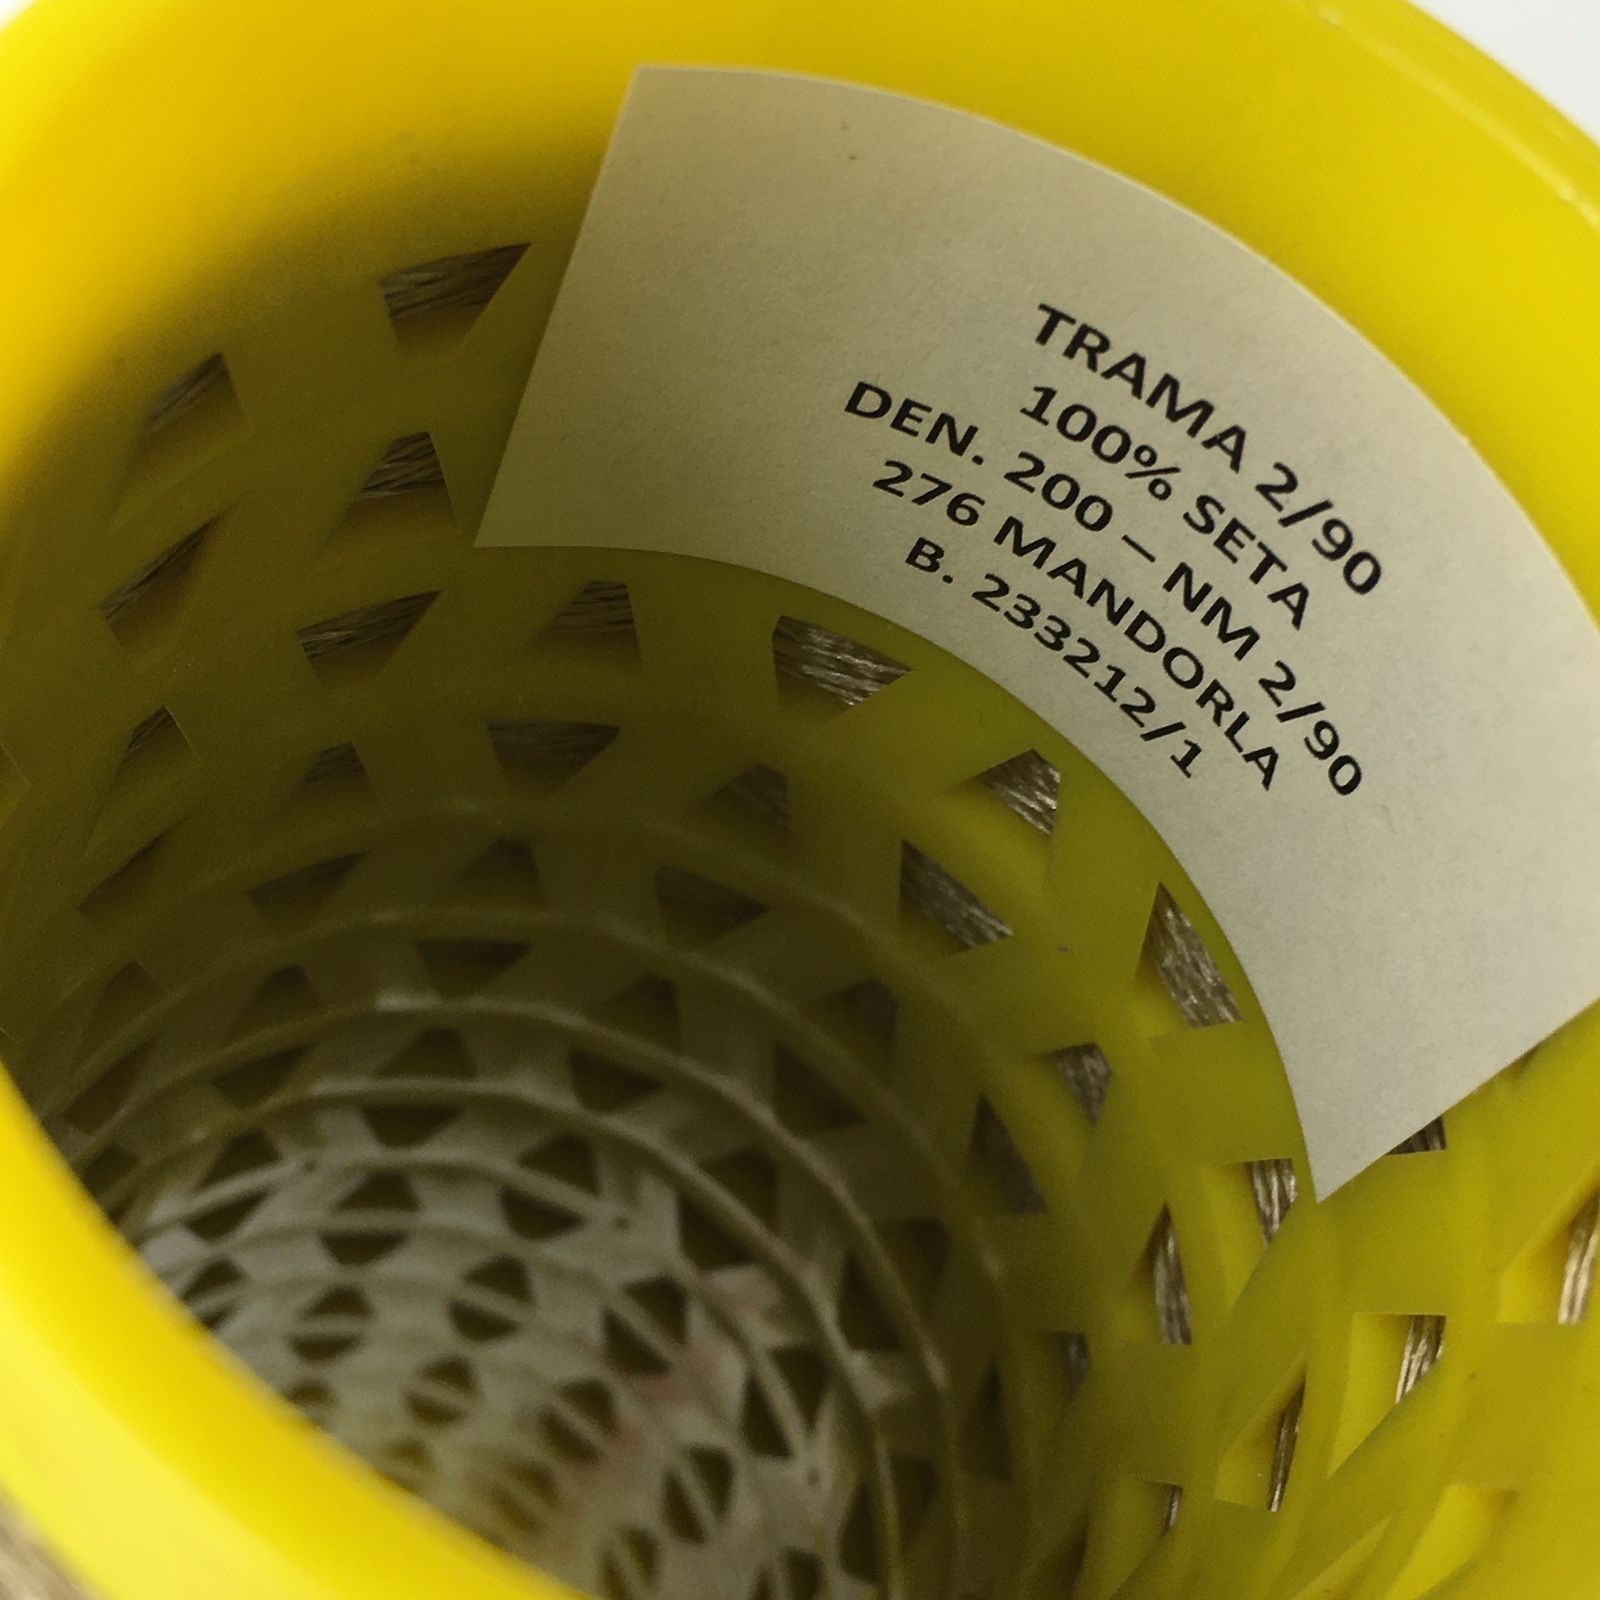 TRAMA 2/90
100% SETA
DEN. 200 – NM 2/90
276 MANDORLA
B. 233212/1